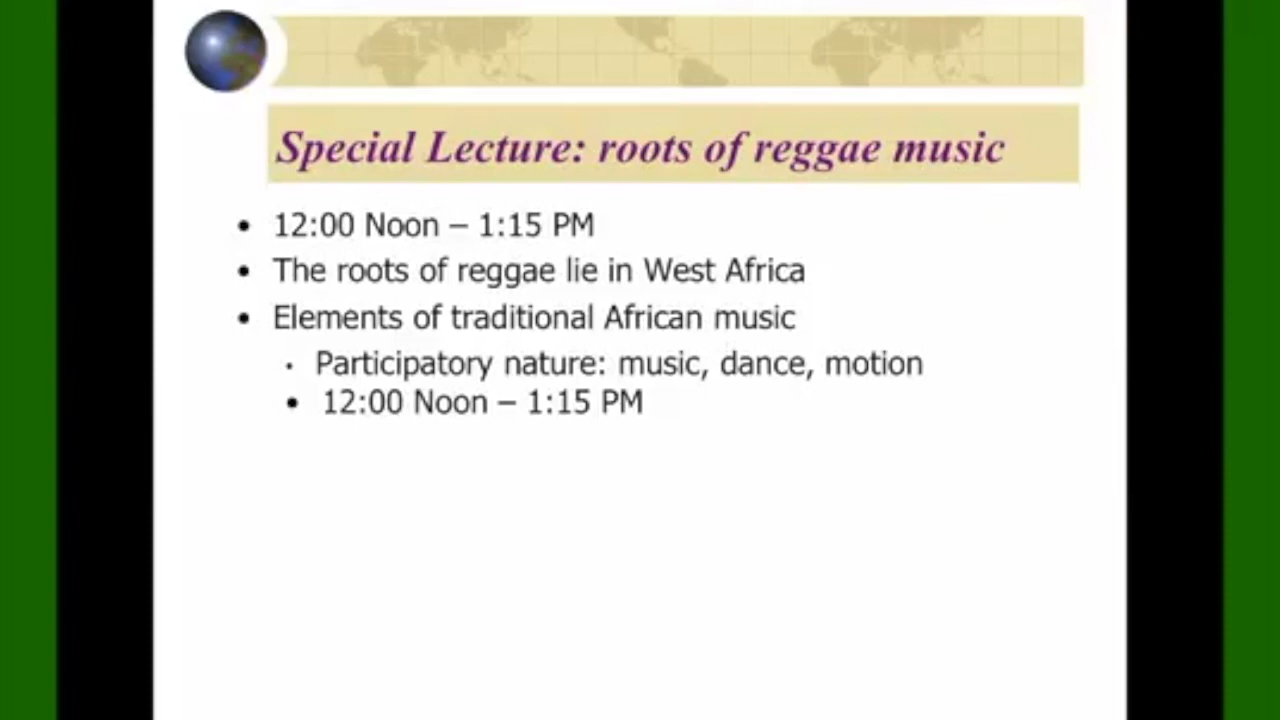 Special Lecture: roots of reggae music
• 12:00 Noon – 1:15 PM
• The roots of reggae lie in West Africa
• Elements of traditional African music
• Participatory nature: music, dance, motion
• 12:00 Noon – 1:15 PM